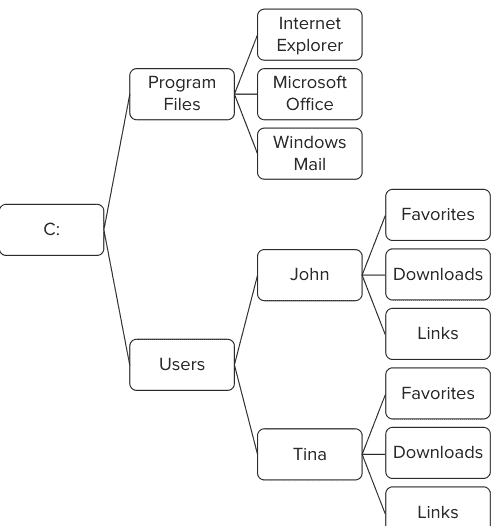 Internet
Explorer
Program
Files
Microsoft
Office
Windows
Mail
C:
Favorites
John
Downloads
Links
Users
Favorites
Tina
Downloads
Links